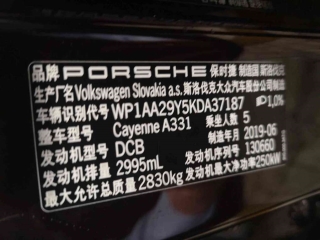 品牌 PORSCHE 保时捷 制造国 斯洛伐克
生产厂名 Volkswagen Slovakia a.s. 斯洛伐克大众汽车股份公司制造
车辆识别代号 WP1AA29Y5KDA37187 1,0%
整车型号 Cayenne A331 乘坐人数 5
发动机型号 DCB 制造年月 2019-06
发动机排量 2995mL 发动机序列号 130660
最大允许总质量 2830kg 发动机最大净功率 250kW